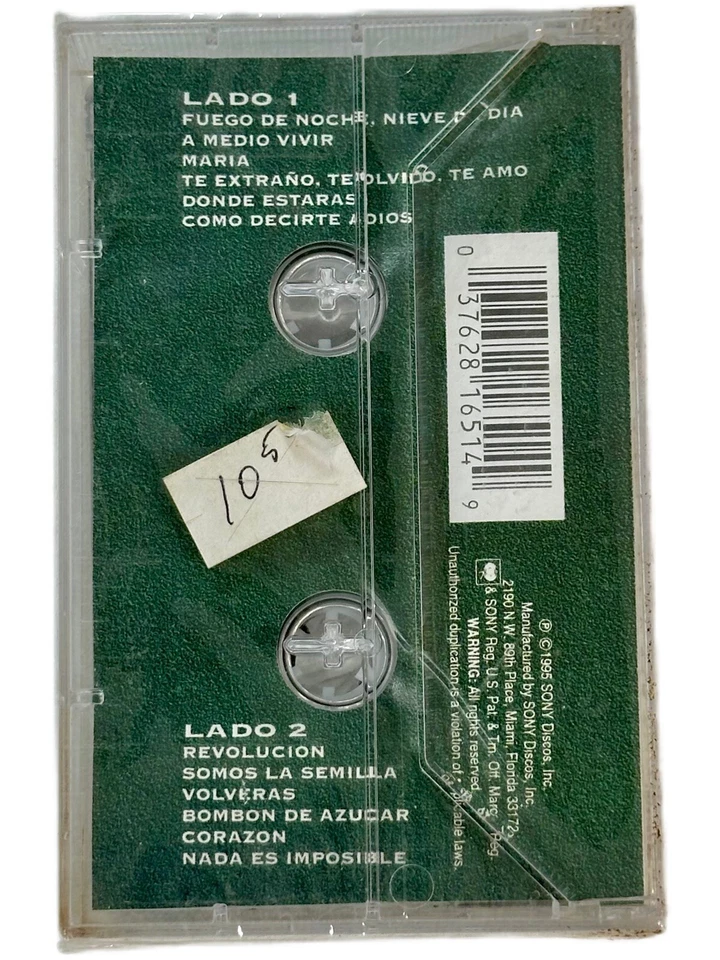 LADO 1
FUEGO DE NOCHE, NIEVE DE DIA
A MEDIO VIVIR
MARIA
TE EXTRAÑO, TE OLVIDO, TE AMO
DONDE ESTARAS
COMO DECIRTE ADIOS
0 37628 16514 9
10
LADO 2
REVOLUCION
SOMOS LA SEMILLA
VOLVERAS
BOMBON DE AZUCAR
CORAZON
NADA ES IMPOSIBLE
℗ © 1995 SONY Discos, Inc.
Manufactured by SONY Discos, Inc.
2190 N.W. 89th Place, Miami, Florida 33172.
& SONY Reg. U.S. Pat. & Tm. Off. Marc. Reg.
WARNING: All rights reserved.
Unauthorized duplication is a violation of applicable laws.